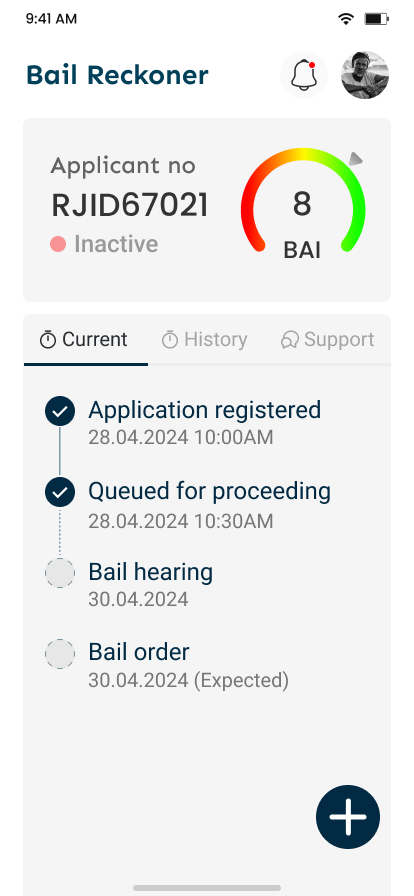 9:41 AM
Bail Reckoner
Applicant no
RJID67021
Inactive
8
BAI
Current
History
Support
Application registered
28.04.2024 10:00AM
Queued for proceeding
28.04.2024 10:30AM
Bail hearing
30.04.2024
Bail order
30.04.2024 (Expected)